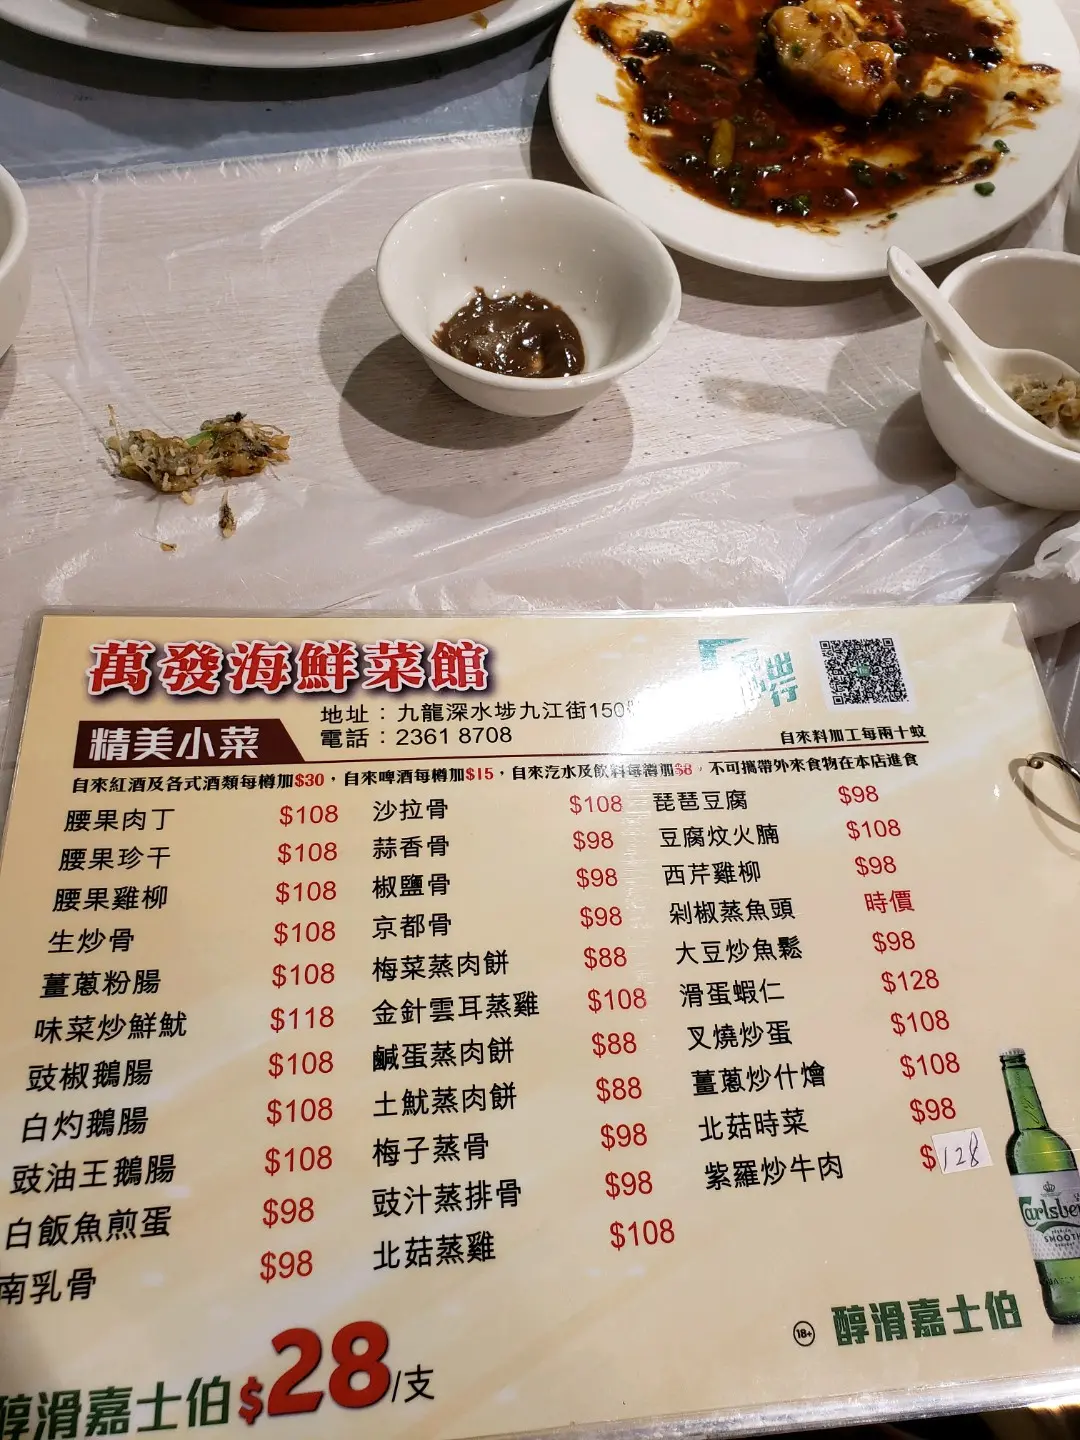 萬發海鮮菜館
出行
精美小菜
地址：九龍深水埗九江街150
電話：2361 8708
自來料加工每兩十蚊
自來紅酒及各式酒類每樽加$30，自來啤酒每樽加$15，自來汽水及飲料每樽加$8，不可攜帶外來食物在本店進食
腰果肉丁 $108
腰果珍干 $108
腰果雞柳 $108
生炒骨 $108
薑蔥粉腸 $108
味菜炒鮮魷 $118
豉椒鵝腸 $108
白灼鵝腸 $108
豉油王鵝腸 $108
白飯魚煎蛋 $98
南乳骨 $98
沙拉骨 $108
蒜香骨 $98
椒鹽骨 $98
京都骨 $98
梅菜蒸肉餅 $88
金針雲耳蒸雞 $108
鹹蛋蒸肉餅 $88
土魷蒸肉餅 $88
梅子蒸骨 $98
豉汁蒸排骨 $98
北菇蒸雞 $108
琵琶豆腐 $98
豆腐炆火腩 $108
西芹雞柳 $98
剁椒蒸魚頭 時價
大豆炒魚鬆 $98
滑蛋蝦仁 $128
叉燒炒蛋 $108
薑蔥炒什燴 $108
北菇時菜 $98
紫羅炒牛肉 $128
Carlsberg
SMOOTH
18+ 醇滑嘉士伯
醇滑嘉士伯$28/支